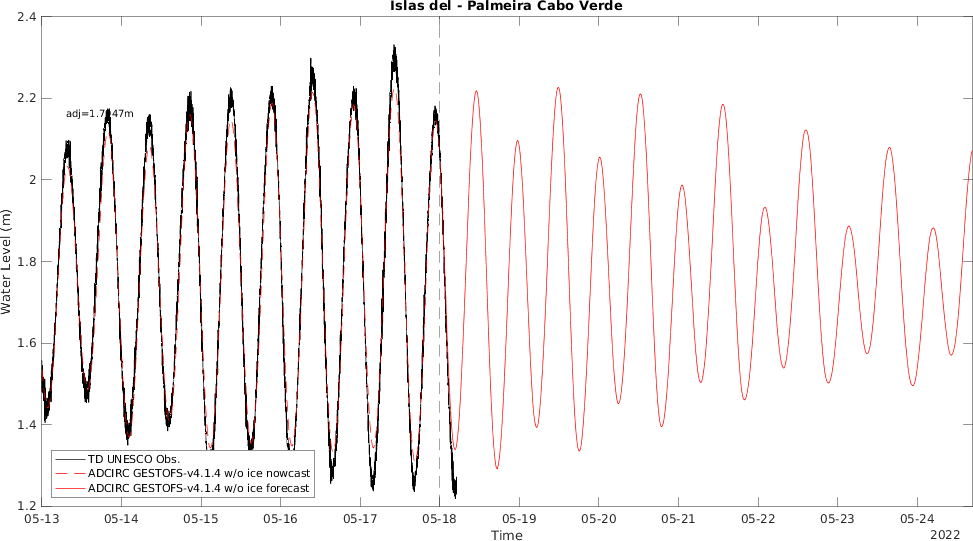 Islas del - Palmeira Cabo Verde
2.4
2.2
2
1.8
1.6
1.4
1.2
Water Level (m)
TD UNESCO Obs.
ADCIRC GESTOFS-v4.1.4 w/o ice nowcast
ADCIRC GESTOFS-v4.1.4 w/o ice forecast
05-13 05-14 05-15 05-16 05-17 05-18 05-19 05-20 05-21 05-22 05-23 05-24
Time
2022